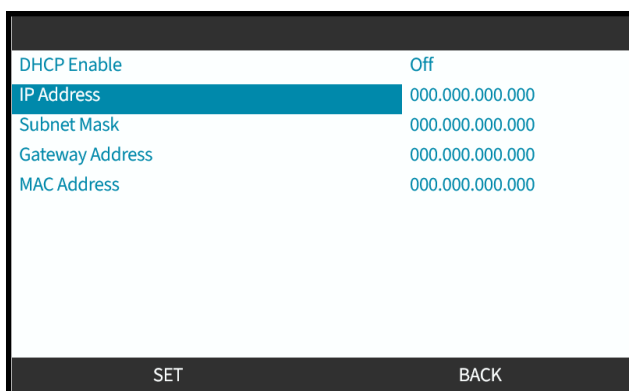 DHCP Enable Off
IP Address 000.000.000.000
Subnet Mask 000.000.000.000
Gateway Address 000.000.000.000
MAC Address 000.000.000.000
SET BACK